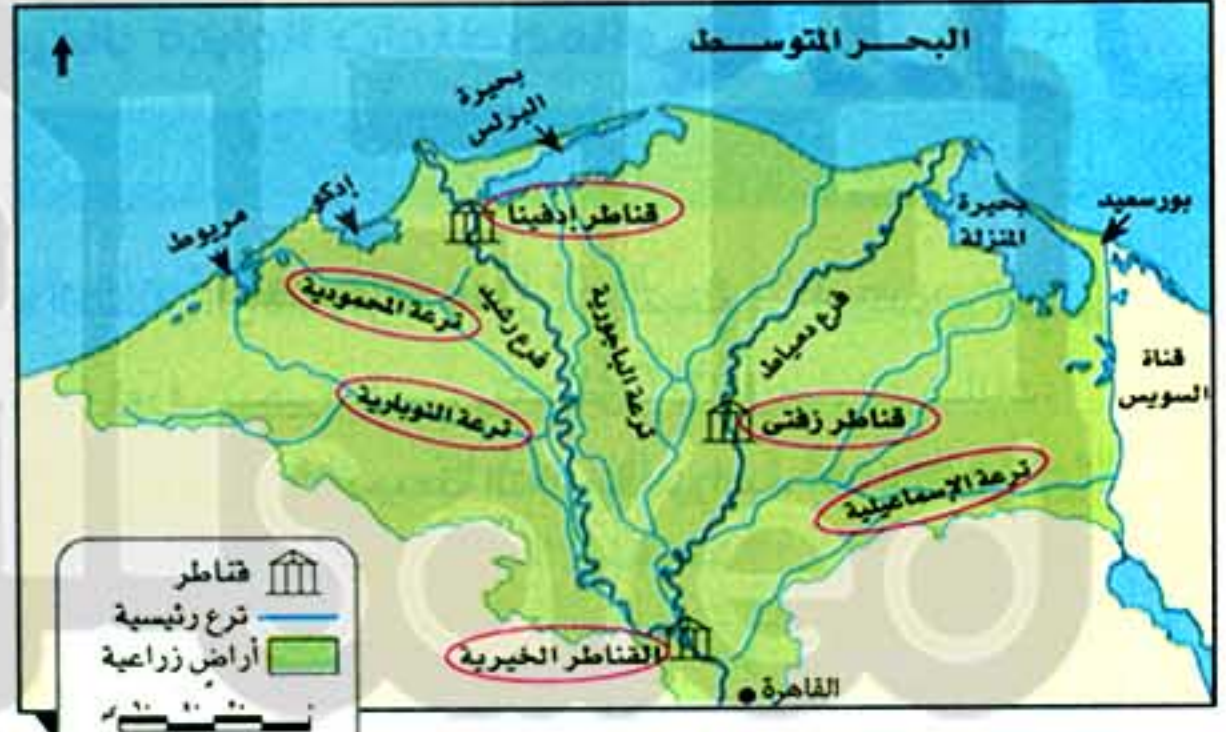 البحر المتوسط
بحيرة
البرلس
إدكو
مريوط
قناطر إدفينا
بحيرة
المنزلة
بورسعيد
ترعة المحمودية
فرع رشيد
ترعة الباجورية
فرع دمياط
قناة
السويس
ترعة النوبارية
قناطر زفتى
ترعة الإسماعيلية
القناطر الخيرية
القاهرة
قناطر
ترع رئيسية
أراض زراعية